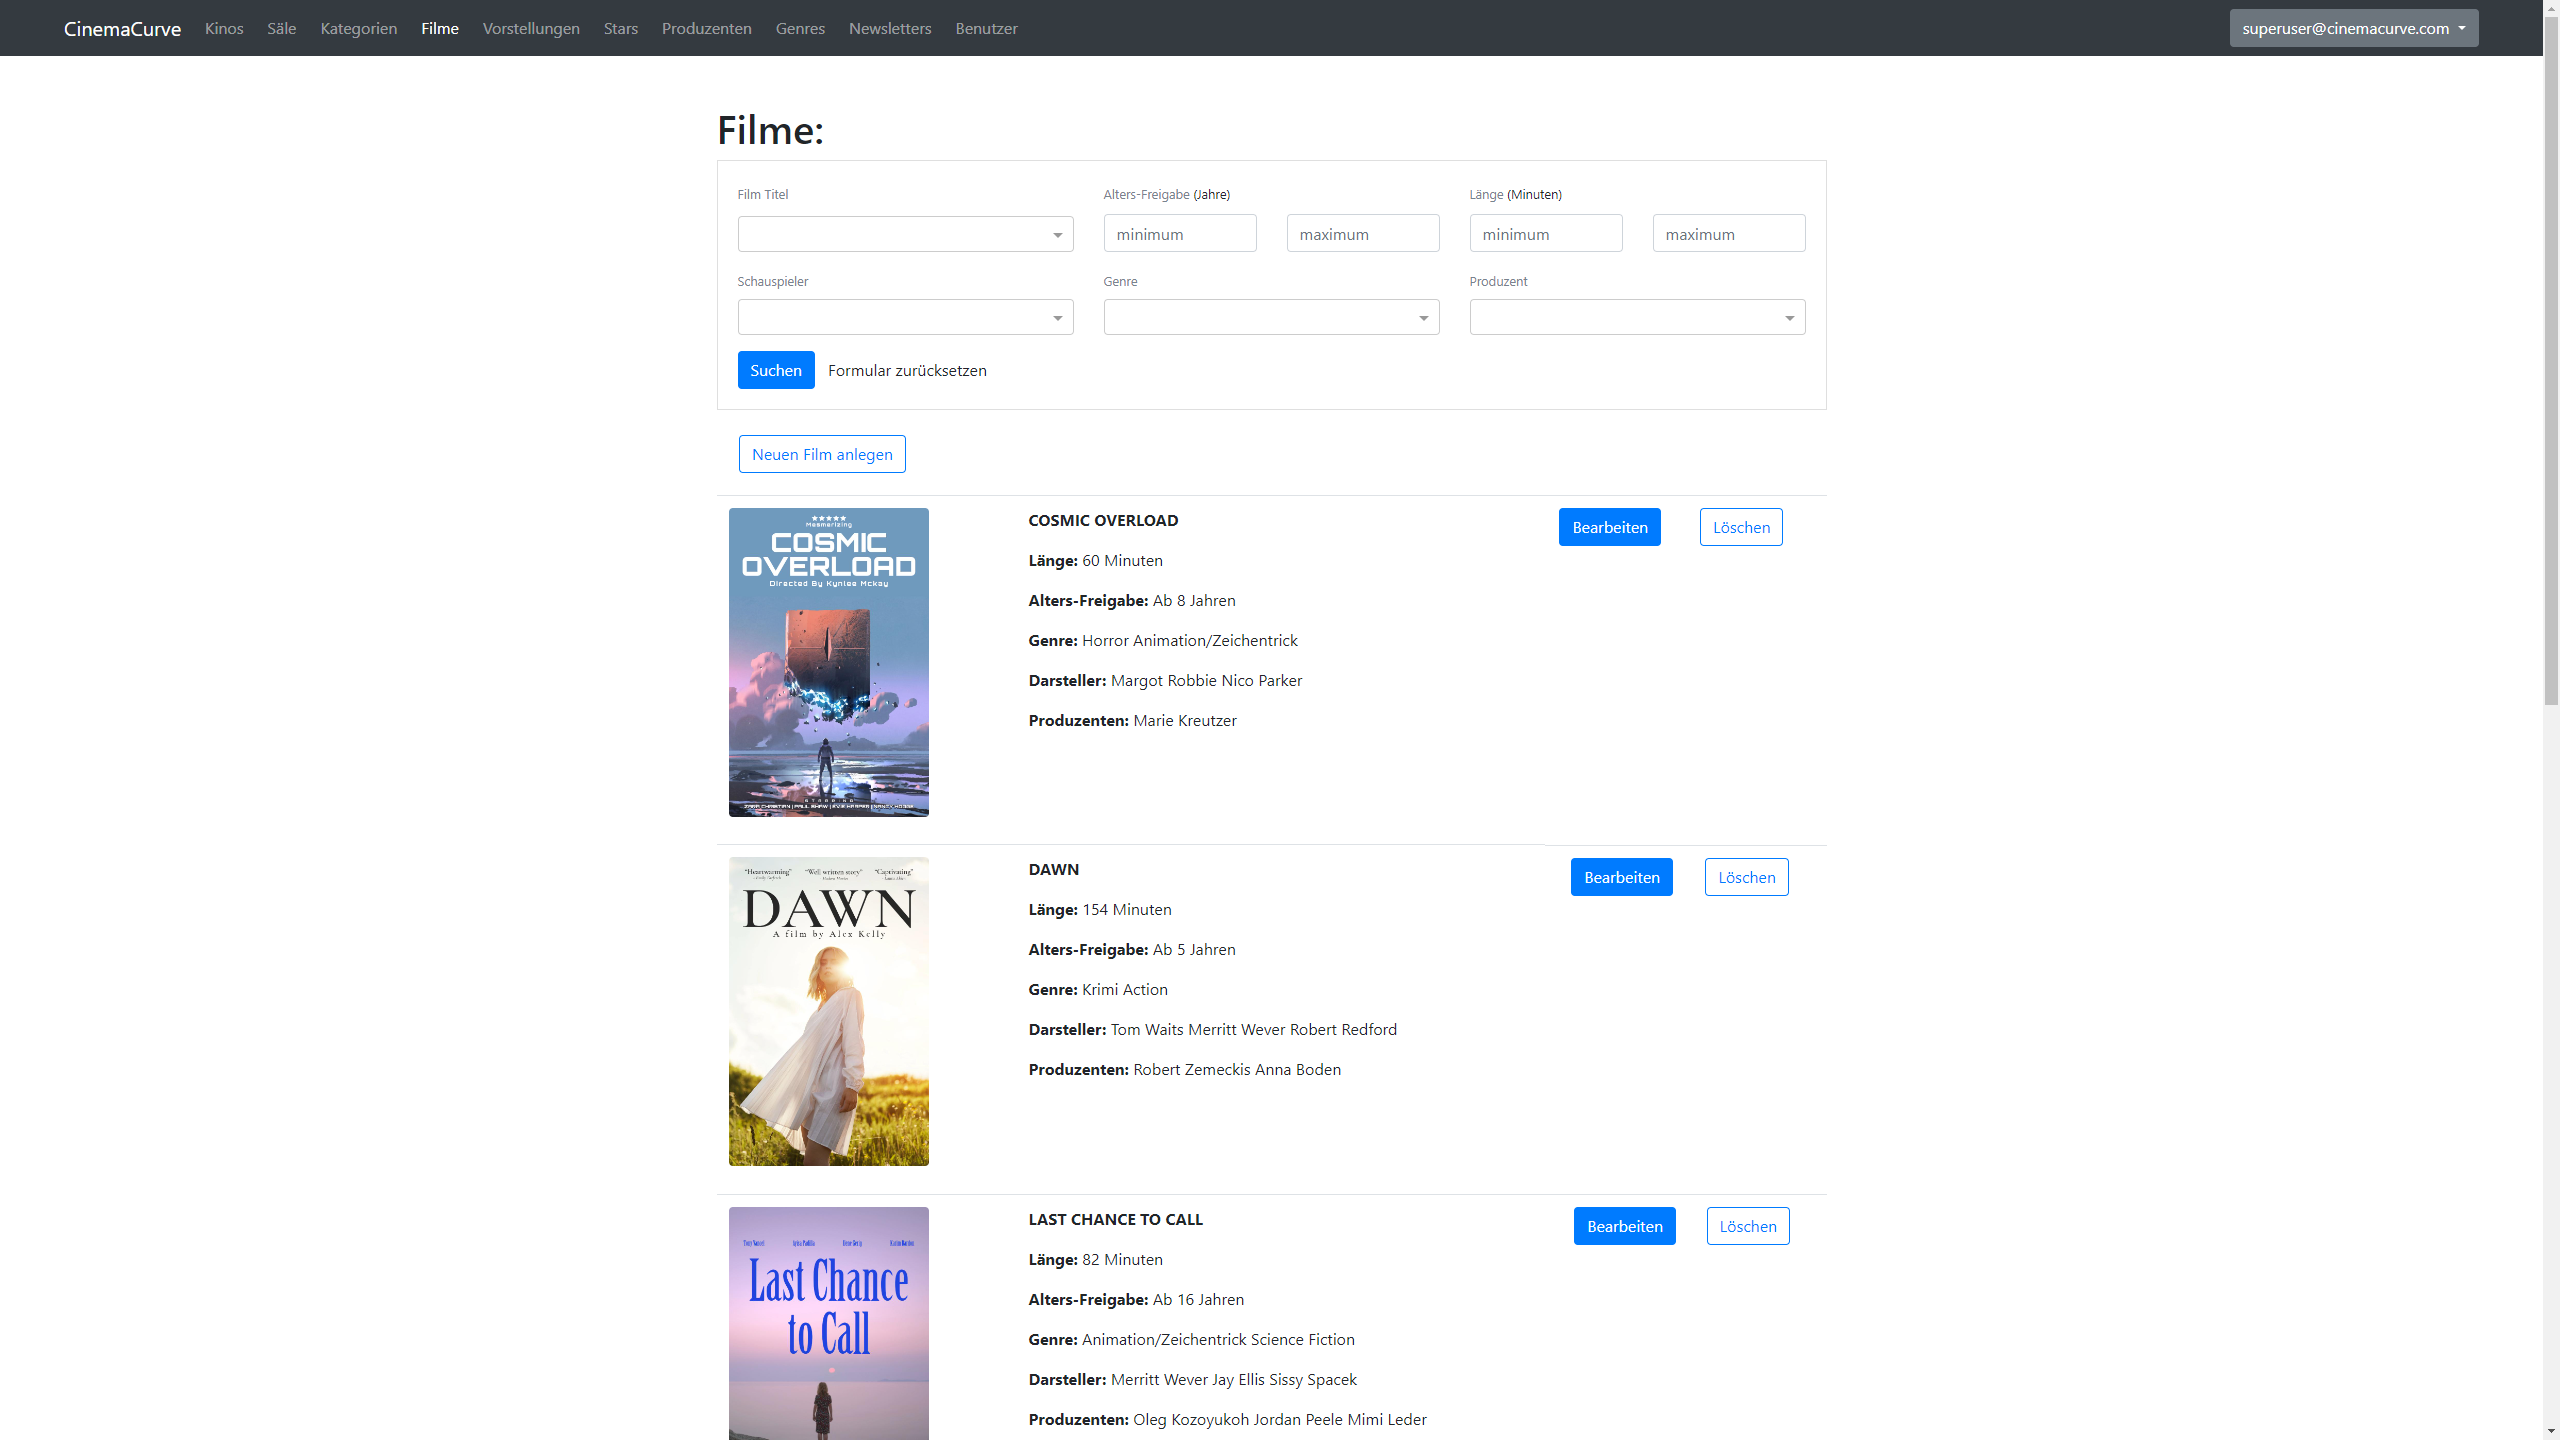 CinemaCurve Kinos Säle Kategorien Filme Vorstellungen Stars Produzenten Genres Newsletters Benutzer superuser@cinemacurve.com
Filme:
Film Titel Alters-Freigabe (Jahre) Länge (Minuten)
minimum maximum minimum maximum
Schauspieler Genre Produzent
Suchen Formular zurücksetzen
Neuen Film anlegen
Mesmerizing
COSMIC
OVERLOAD
Directed By Kynlee Mckay
STARRING
COSMIC OVERLOAD Bearbeiten Löschen
Länge: 60 Minuten
Alters-Freigabe: Ab 8 Jahren
Genre: Horror Animation/Zeichentrick
Darsteller: Margot Robbie Nico Parker
Produzenten: Marie Kreutzer
"Heartwarming" "Well written story" "Captivating"
DAWN
A film by Alex Kelly
DAWN Bearbeiten Löschen
Länge: 154 Minuten
Alters-Freigabe: Ab 5 Jahren
Genre: Krimi Action
Darsteller: Tom Waits Merritt Wever Robert Redford
Produzenten: Robert Zemeckis Anna Boden
Last Chance
to Call
LAST CHANCE TO CALL Bearbeiten Löschen
Länge: 82 Minuten
Alters-Freigabe: Ab 16 Jahren
Genre: Animation/Zeichentrick Science Fiction
Darsteller: Merritt Wever Jay Ellis Sissy Spacek
Produzenten: Oleg Kozoyukoh Jordan Peele Mimi Leder